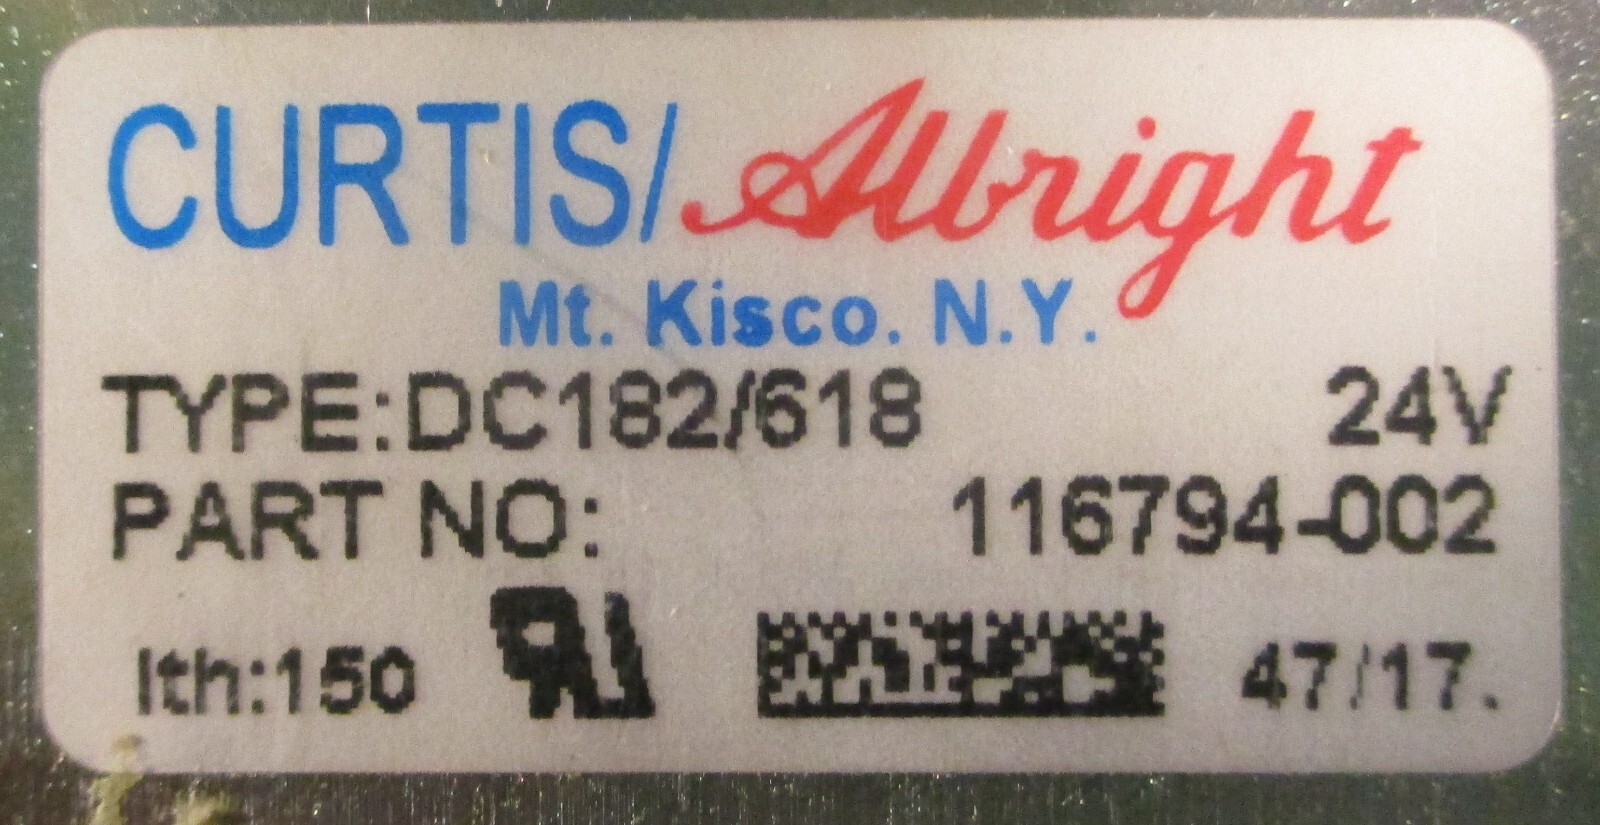 CURTIS/Albright
Mt. Kisco. N.Y.
TYPE:DC182/618 24V
PART NO: 116794-002
Ith:150 47/17.